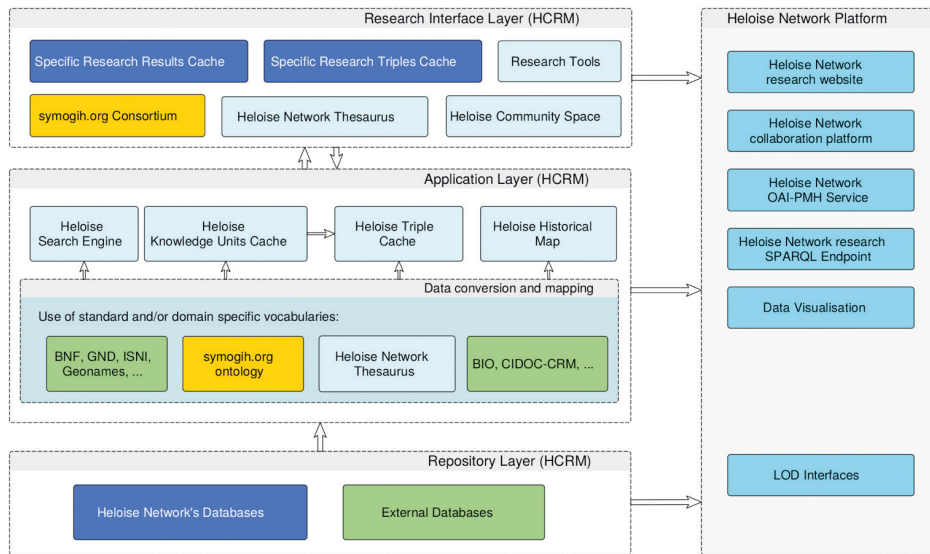 Research Interface Layer (HCRM)
Specific Research Results Cache
Specific Research Triples Cache
Research Tools
symogih.org Consortium
Heloise Network Thesaurus
Heloise Community Space
Application Layer (HCRM)
Heloise
Search Engine
Heloise
Knowledge Units Cache
Heloise Triple
Cache
Heloise Historical
Map
Data conversion and mapping
Use of standard and/or domain specific vocabularies:
BNF, GND, ISNI,
Geonames, ...
symogih.org
ontology
Heloise Network
Thesaurus
BIO, CIDOC-CRM, ...
Repository Layer (HCRM)
Heloise Network's Databases
External Databases
Heloise Network Platform
Heloise Network
research website
Heloise Network
collaboration platform
Heloise Network
OAI-PMH Service
Heloise Network research
SPARQL Endpoint
Data Visualisation
LOD Interfaces